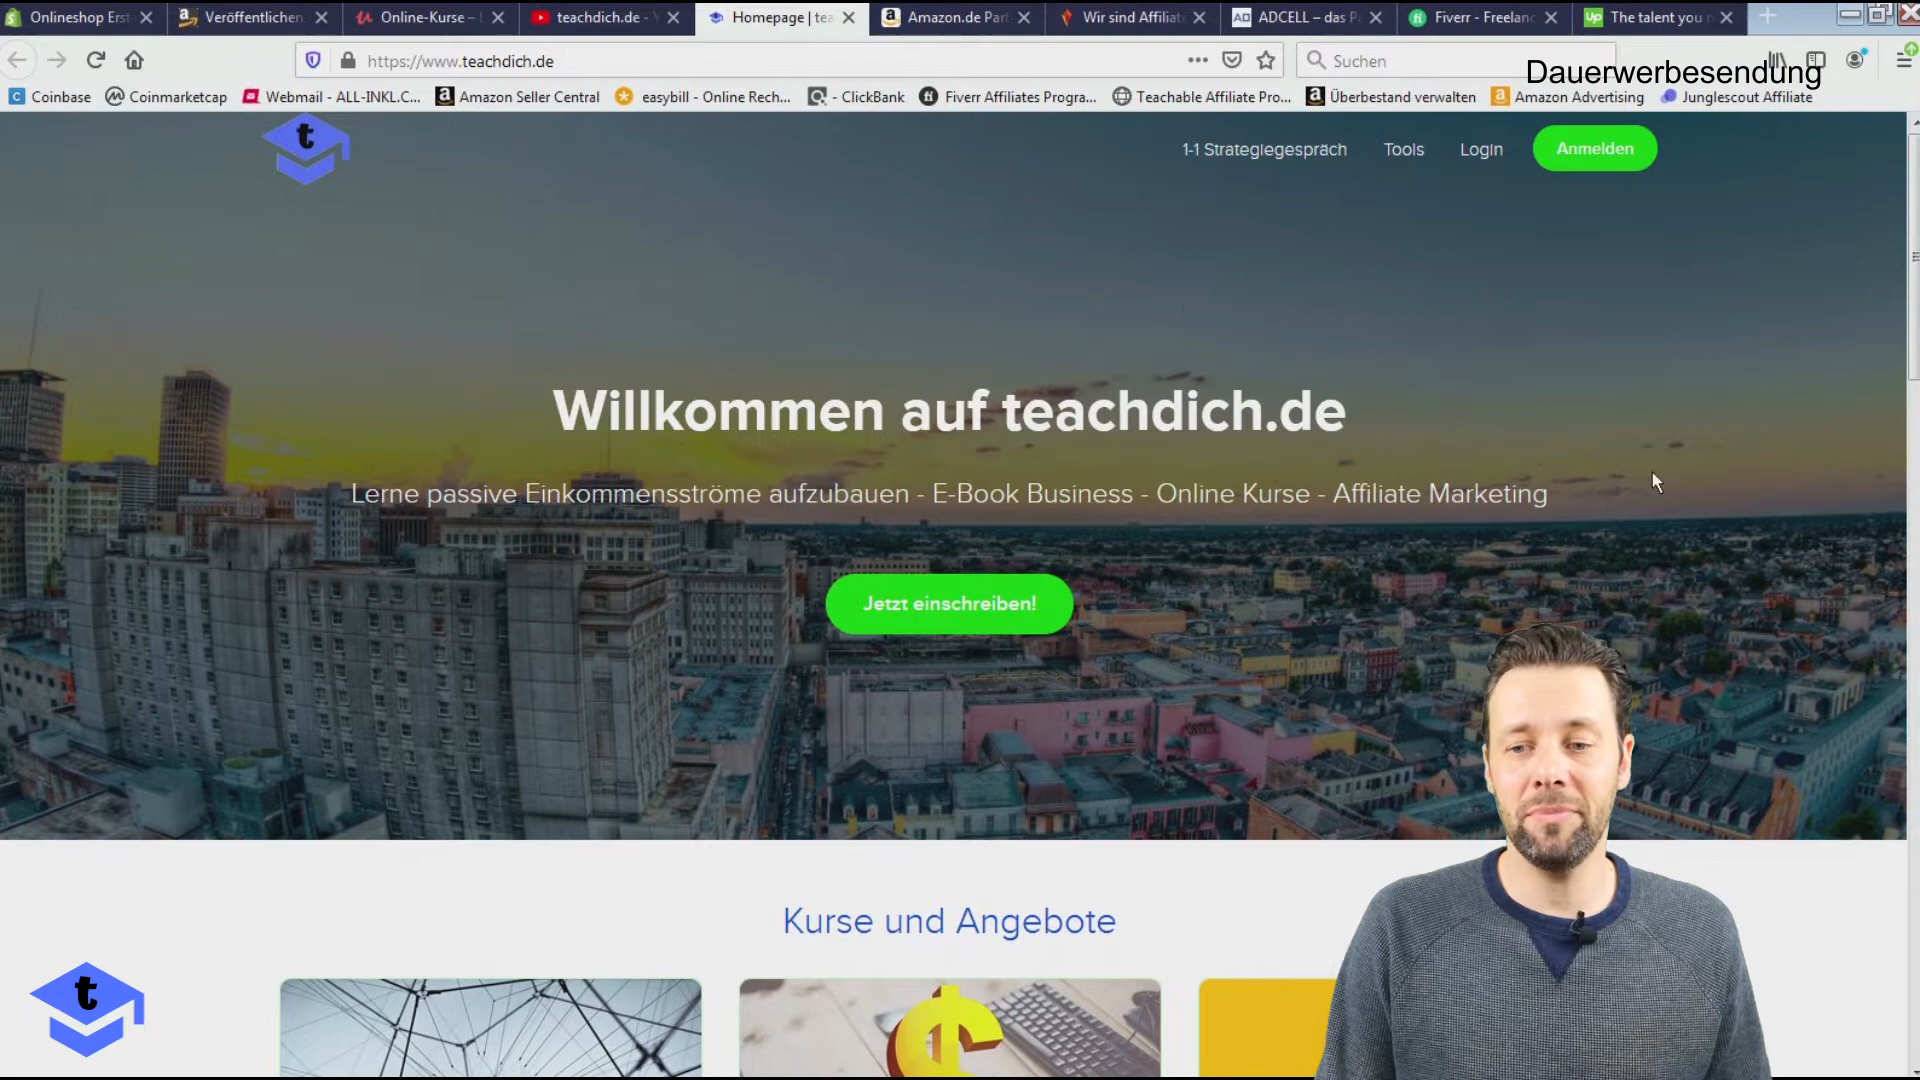 Onlineshop Erst
Veröffentlichen
Online-Kurse –
teachdich.de -
Homepage | tea
Amazon.de Part
Wir sind Affiliate
ADCELL – das P
Fiverr - Freelanc
The talent you n
https://www.teachdich.de
Suchen
Dauerwerbesendung
Coinbase
Coinmarketcap
Webmail - ALL-INKL.C...
Amazon Seller Central
easybill - Online Rech...
- ClickBank
Fiverr Affiliates Progra...
Teachable Affiliate Pro...
Überbestand verwalten
Amazon Advertising
Junglescout Affiliate
t
1-1 Strategiegespräch
Tools
Login
Anmelden
Willkommen auf teachdich.de
Lerne passive Einkommensströme aufzubauen - E-Book Business - Online Kurse - Affiliate Marketing
Jetzt einschreiben!
Kurse und Angebote
t